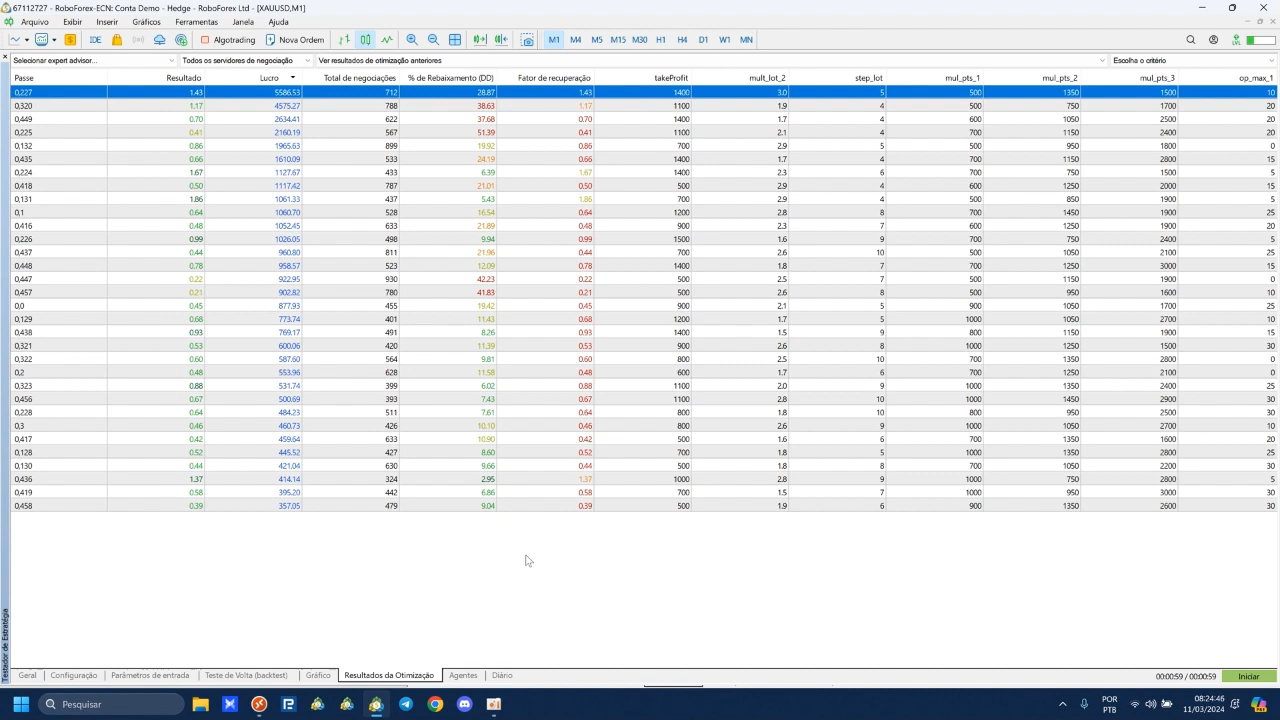 67112727 - RoboForex-ECN: Conta Demo - Hedge - RoboForex Ltd - [XAUUSD,M1]
Arquivo Exibir Inserir Gráficos Ferramentas Janela Ajuda
IDE Algotrading Nova Ordem M1 M4 M5 M15 M30 H1 H4 D1 W1 MN
Selecionar expert advisor... Todos os servidores de negociação Ver resultados de otimização anteriores Escolha o critério
Passe Resultado Lucro Total de negociações % de Rebaixamento (DD) Fator de recuperação takeProfit mult_lot_2 step_lot mul_pts_1 mul_pts_2 mul_pts_3 op_max_1
0,227 1.43 5586.53 712 28.87 1.43 1400 3.0 5 500 1350 1500 10
0,320 1.17 4575.27 788 38.63 1.17 1100 1.9 4 500 750 1700 20
0,449 0.70 2634.41 622 37.68 0.70 1400 1.7 4 600 1050 2500 20
0,225 0.41 2160.19 567 51.39 0.41 1100 2.1 4 700 1150 2400 20
0,132 0.86 1965.63 899 19.92 0.86 700 2.9 5 500 950 1800 0
0,435 0.66 1610.09 533 24.19 0.66 1400 1.7 4 700 1150 2800 15
0,224 1.67 1127.67 433 6.39 1.67 1400 2.3 6 700 750 1500 5
0,418 0.50 1117.42 787 21.01 0.50 500 2.9 4 600 1250 2000 15
0,131 1.86 1061.33 437 5.43 1.86 700 2.9 4 500 850 1900 5
0,1 0.64 1060.70 528 16.54 0.64 1200 2.8 8 700 1450 1900 25
0,416 0.48 1052.45 633 21.89 0.48 900 2.3 7 600 1250 1900 20
0,226 0.99 1026.05 498 9.94 0.99 1500 1.6 9 700 750 2400 5
0,437 0.44 960.80 811 21.96 0.44 700 2.6 10 500 1050 2100 25
0,448 0.78 958.57 523 12.09 0.78 1400 1.8 7 700 1250 3000 15
0,447 0.22 922.95 930 42.23 0.22 500 2.5 7 500 1150 1900 0
0,457 0.21 902.82 780 41.83 0.21 500 2.6 8 500 950 1600 10
0,0 0.45 877.93 455 19.42 0.45 900 2.1 5 900 1050 1700 25
0,129 0.68 773.74 401 11.43 0.68 1200 1.7 5 1000 1050 2700 10
0,438 0.93 769.17 491 8.26 0.93 1400 1.5 9 800 1150 1900 15
0,321 0.53 600.06 420 11.39 0.53 900 2.6 8 1000 1250 1500 30
0,322 0.60 587.60 564 9.81 0.60 800 2.5 10 700 1350 2800 0
0,2 0.48 553.96 628 11.58 0.48 600 1.7 6 700 1250 2100 0
0,323 0.88 531.74 399 6.02 0.88 1100 2.0 9 1000 1350 2400 25
0,456 0.67 500.69 393 7.43 0.67 1100 2.8 10 1000 1450 2900 30
0,228 0.64 484.23 511 7.61 0.64 800 1.8 10 800 950 2500 30
0,3 0.46 460.73 426 10.10 0.46 800 2.6 9 1000 1050 2700 10
0,417 0.42 459.64 633 10.90 0.42 500 1.6 6 700 1350 1600 20
0,128 0.52 445.52 427 8.60 0.52 700 1.8 5 1000 1350 2800 25
0,130 0.44 421.04 630 9.66 0.44 500 1.8 8 700 1050 2200 30
0,436 1.37 414.14 324 2.95 1.37 1000 2.8 9 1000 750 2800 5
0,419 0.58 395.20 442 6.86 0.58 700 1.5 7 1000 950 3000 30
0,458 0.39 357.05 479 9.04 0.39 500 1.9 6 900 1350 2600 30
Testador de Estratégia
Geral Configuração Parâmetros de entrada Teste de Volta (backtest) Gráfico Resultados da Otimização Agentes Diário 00:00:59 / 00:00:59 Iniciar
Pesquisar POR 08:24:46
PTB 11/03/2024